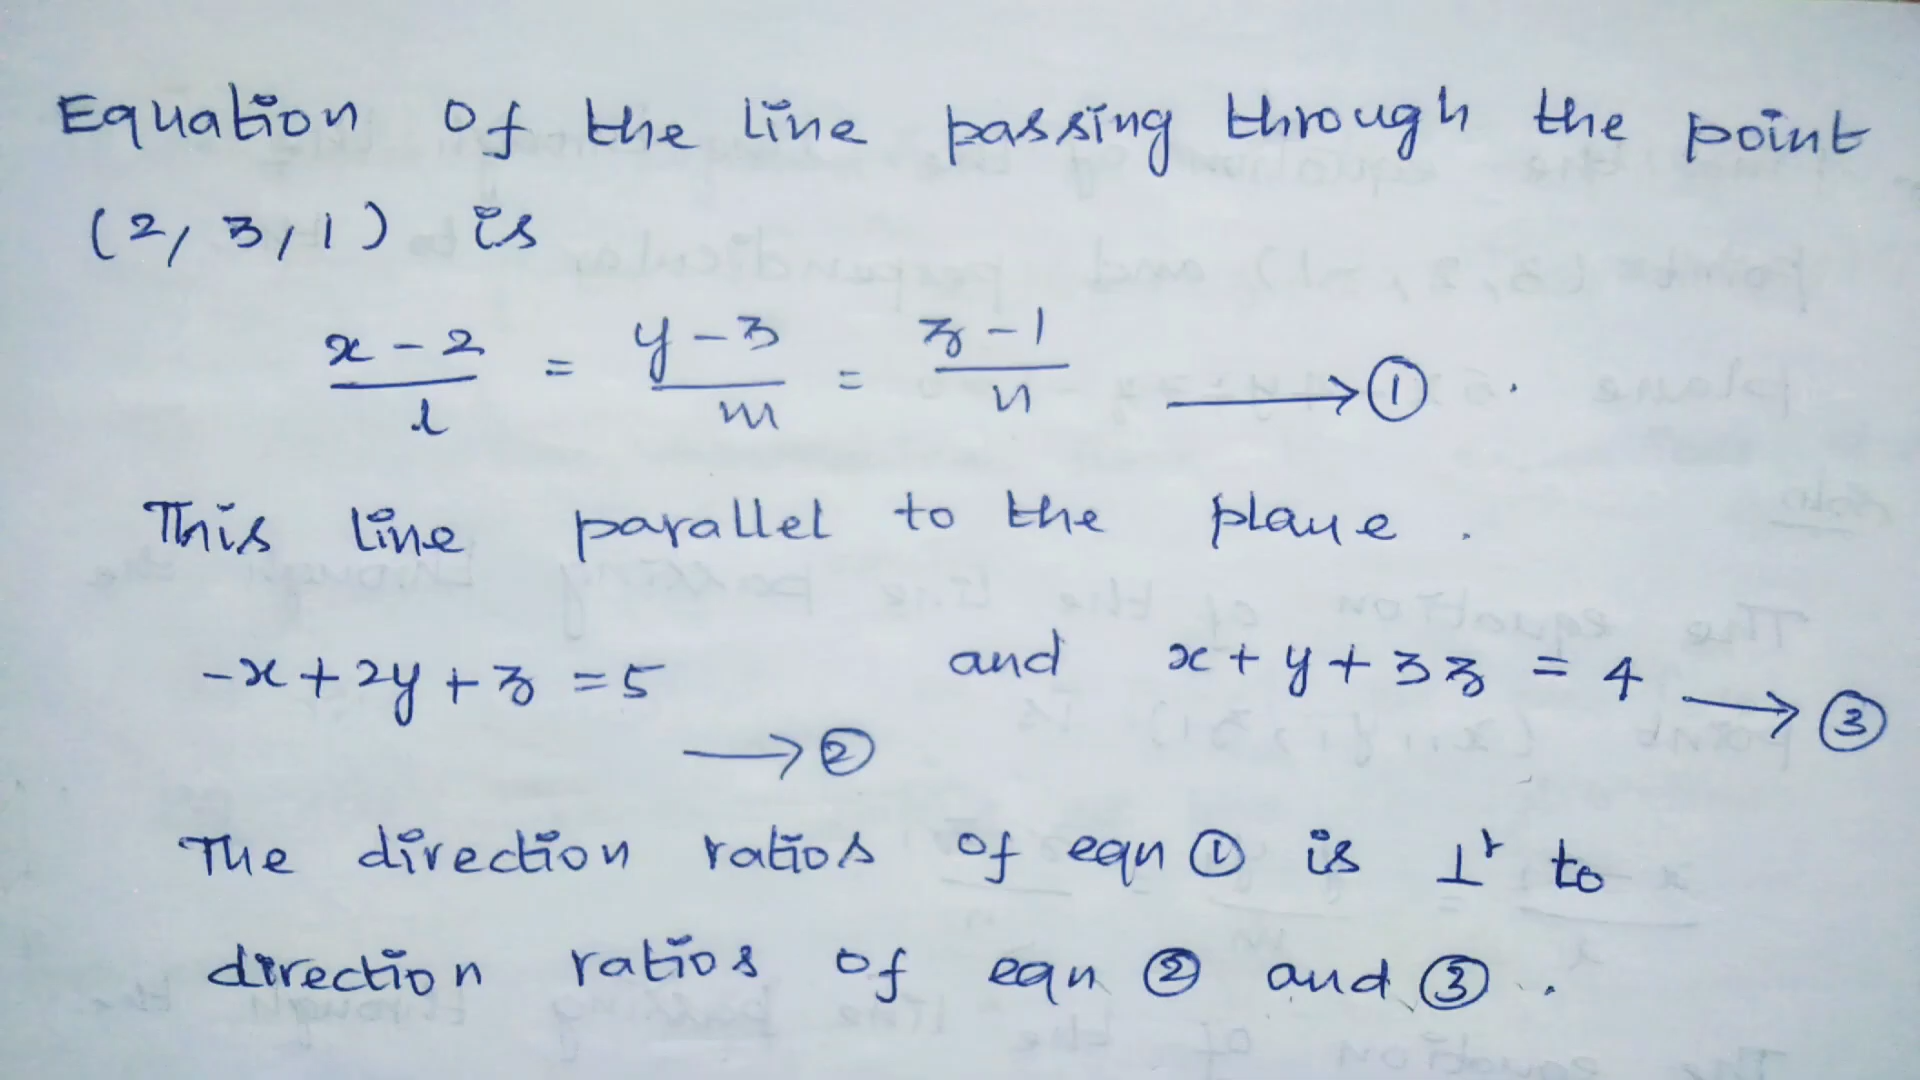 Equation of the line passing through the point
(2, 3, 1) is
x - 2 / l = y - 3 / m = z - 1 / n → ① .
This line parallel to the plane .
-x + 2y + z = 5 → ② and x + y + 3z = 4 → ③
The direction ratios of eqn ① is ⊥r to
direction ratios of eqn ② and ③ .